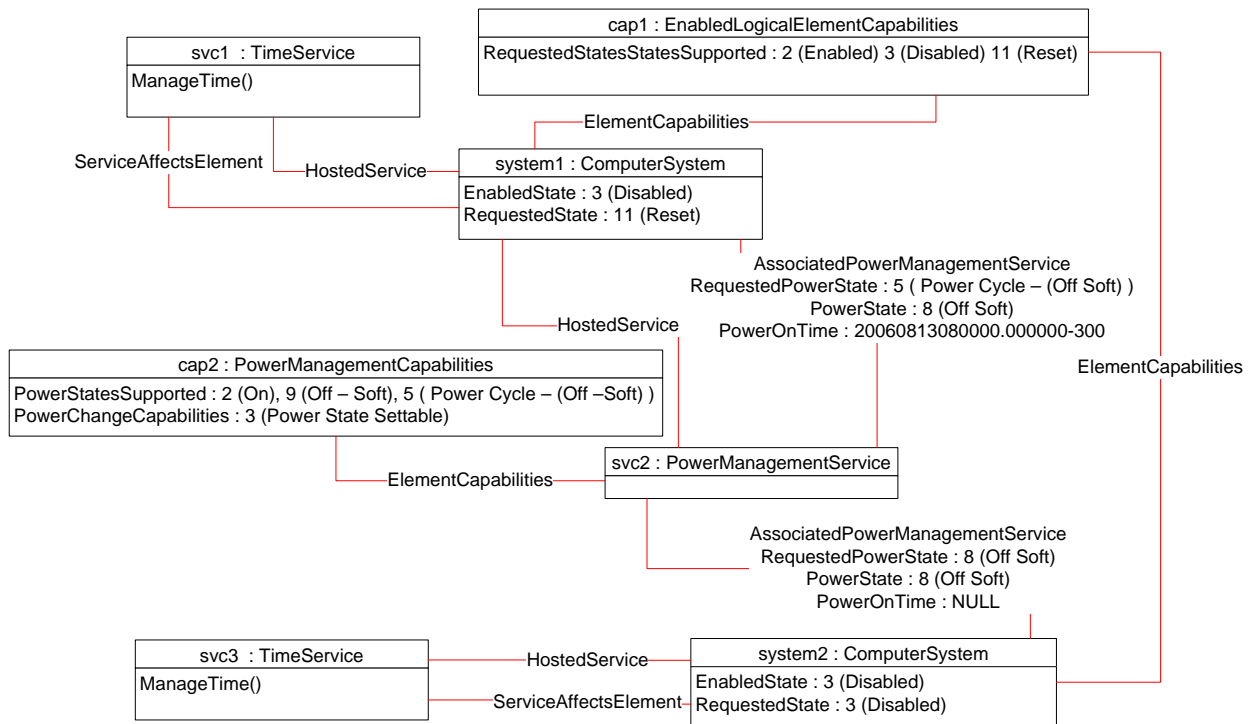 cap1 : EnabledLogicalElementCapabilities
RequestedStatesStatesSupported : 2 (Enabled) 3 (Disabled) 11 (Reset)
svc1  : TimeService
ManageTime()
ElementCapabilities
ServiceAffectsElement
HostedService
system1 : ComputerSystem
EnabledState : 3 (Disabled)
RequestedState : 11 (Reset)
AssociatedPowerManagementService
RequestedPowerState : 5 ( Power Cycle – (Off Soft) )
PowerState : 8 (Off Soft)
PowerOnTime : 20060813080000.000000-300
HostedService
ElementCapabilities
cap2 : PowerManagementCapabilities
PowerStatesSupported : 2 (On), 9 (Off – Soft), 5 ( Power Cycle – (Off –Soft) )
PowerChangeCapabilities : 3 (Power State Settable)
svc2 : PowerManagementService
ElementCapabilities
AssociatedPowerManagementService
RequestedPowerState : 8 (Off Soft)
PowerState : 8 (Off Soft)
PowerOnTime : NULL
svc3  : TimeService
ManageTime()
HostedService
ServiceAffectsElement
system2 : ComputerSystem
EnabledState : 3 (Disabled)
RequestedState : 3 (Disabled)